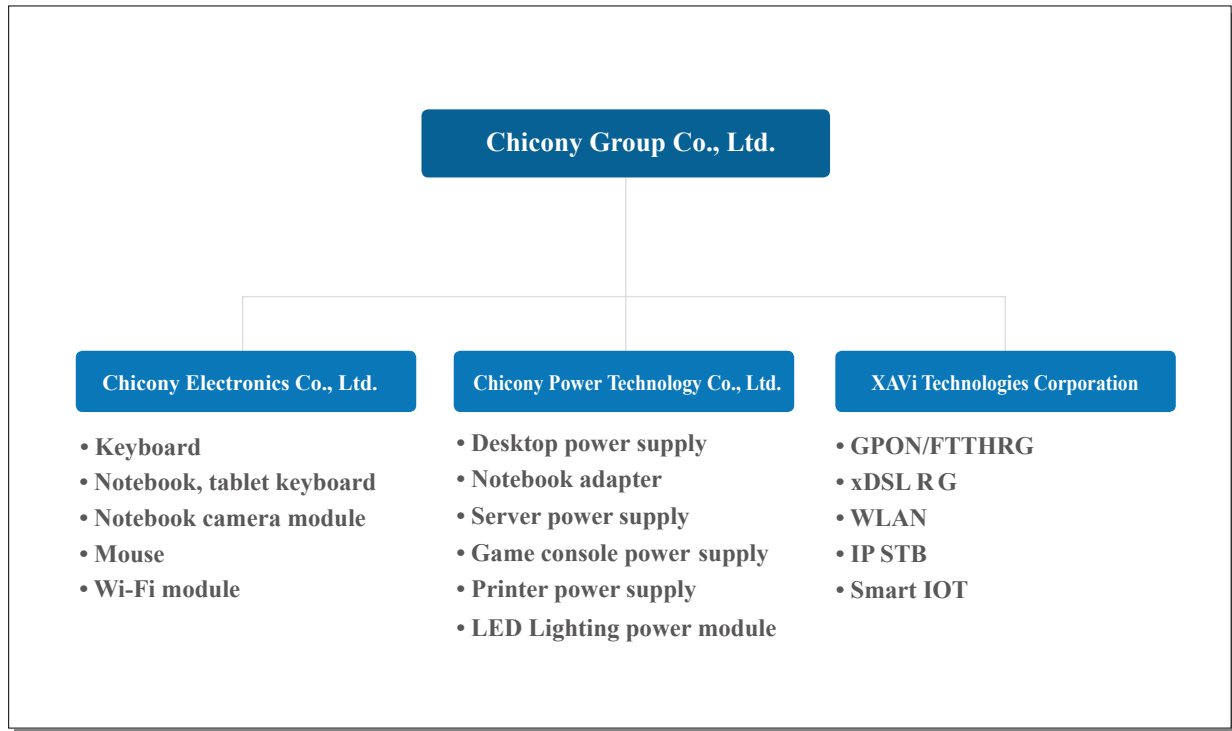 Chicony Group Co., Ltd.
Chicony Electronics Co., Ltd.
• Keyboard
• Notebook, tablet keyboard
• Notebook camera module
• Mouse
• Wi-Fi module
Chicony Power Technology Co., Ltd.
• Desktop power supply
• Notebook adapter
• Server power supply
• Game console power supply
• Printer power supply
• LED Lighting power module
XAVi Technologies Corporation
• GPON/FTTHRG
• xDSL R G
• WLAN
• IP STB
• Smart IOT